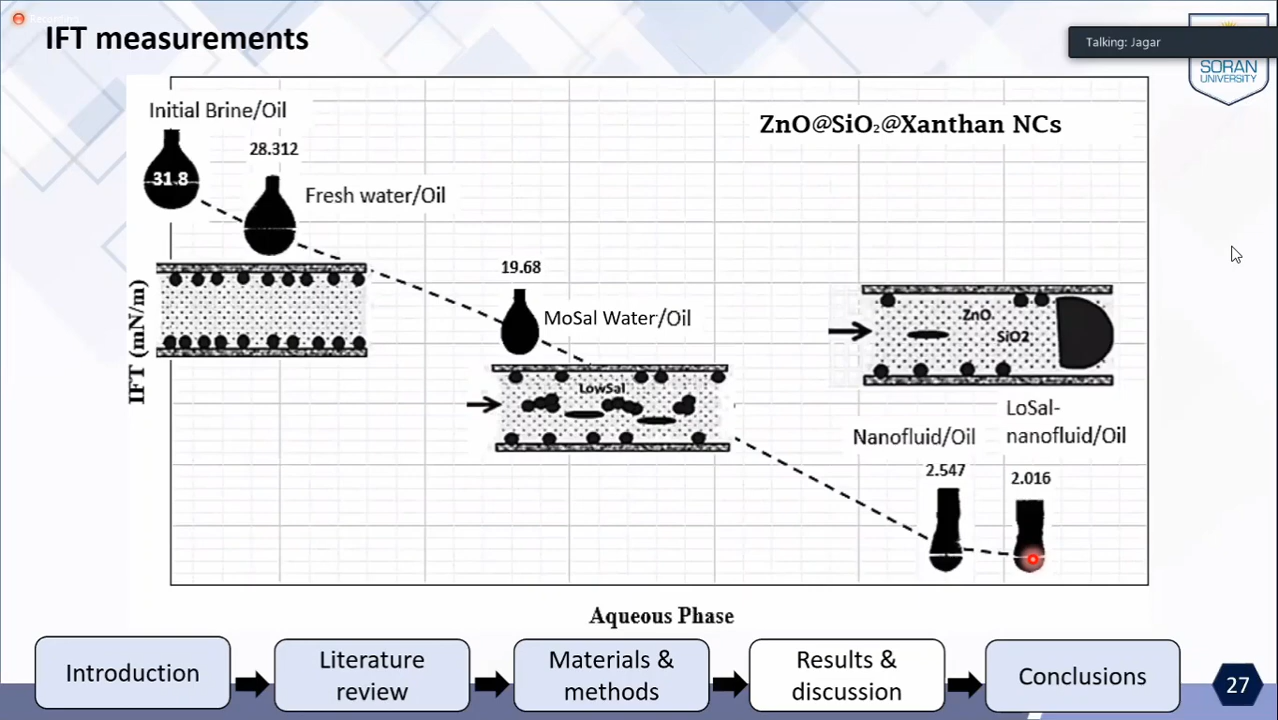 Recording
IFT measurements
Talking: Jagar
SORAN
UNIVERSITY
Initial Brine/Oil
31.8
28.312
Fresh water/Oil
ZnO@SiO₂@Xanthan NCs
IFT (mN/m)
19.68
MoSal Water/Oil
LowSal
ZnO
SiO2
Nanofluid/Oil
LoSal-
nanofluid/Oil
2.547
2.016
Aqueous Phase
Introduction
Literature
review
Materials &
methods
Results &
discussion
Conclusions
27